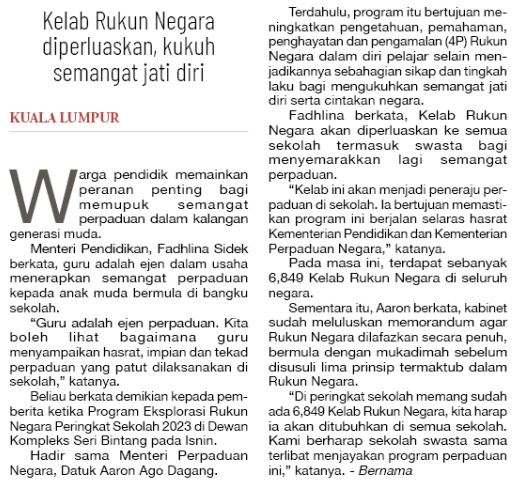 Kelab Rukun Negara
diperluaskan, kukuh
semangat jati diri
KUALA LUMPUR
Warga pendidik memainkan
peranan penting bagi
memupuk semangat
perpaduan dalam kalangan
generasi muda.
Menteri Pendidikan, Fadhlina Sidek
berkata, guru adalah ejen dalam usaha
menerapkan semangat perpaduan
kepada anak muda bermula di bangku
sekolah.
“Guru adalah ejen perpaduan. Kita
boleh lihat bagaimana guru
menyampaikan hasrat, impian dan tekad
perpaduan yang patut dilaksanakan di
sekolah,” katanya.
Beliau berkata demikian kepada pem-
berita ketika Program Eksplorasi Rukun
Negara Peringkat Sekolah 2023 di Dewan
Kompleks Seri Bintang pada Isnin.
Hadir sama Menteri Perpaduan
Negara, Datuk Aaron Ago Dagang.
Terdahulu, program itu bertujuan me-
ningkatkan pengetahuan, pemahaman,
penghayatan dan pengamalan (4P) Rukun
Negara dalam diri pelajar selain men-
jadikannya sebahagian sikap dan tingkah
laku bagi mengukuhkan semangat jati
diri serta cintakan negara.
Fadhlina berkata, Kelab Rukun
Negara akan diperluaskan ke semua
sekolah termasuk swasta bagi
menyemarakkan lagi semangat
perpaduan.
“Kelab ini akan menjadi peneraju per-
paduan di sekolah. Ia bertujuan memasti-
kan program ini berjalan selaras hasrat
Kementerian Pendidikan dan Kementerian
Perpaduan Negara,” katanya.
Pada masa ini, terdapat sebanyak
6,849 Kelab Rukun Negara di seluruh
negara.
Sementara itu, Aaron berkata, kabinet
sudah meluluskan memorandum agar
Rukun Negara dilafazkan secara penuh,
bermula dengan mukadimah sebelum
disusuli lima prinsip termaktub dalam
Rukun Negara.
“Di peringkat sekolah memang sudah
ada 6,849 Kelab Rukun Negara, kita harap
ia akan ditubuhkan di semua sekolah.
Kami berharap sekolah swasta sama
terlibat menjayakan program perpaduan
ini,” katanya. - Bernama